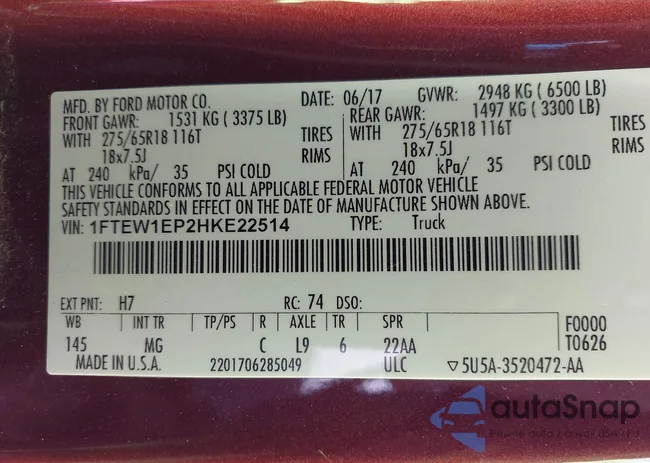 MFD. BY FORD MOTOR CO. DATE: 06/17 GVWR: 2948 KG ( 6500 LB)
FRONT GAWR: 1531 KG ( 3375 LB) REAR GAWR: 1497 KG ( 3300 LB)
WITH 275/65R18 116T TIRES WITH 275/65R18 116T TIRES
18x7.5J RIMS 18x7.5J RIMS
AT 240 kPa/ 35 PSI COLD AT 240 kPa/ 35 PSI COLD
THIS VEHICLE CONFORMS TO ALL APPLICABLE FEDERAL MOTOR VEHICLE
SAFETY STANDARDS IN EFFECT ON THE DATE OF MANUFACTURE SHOWN ABOVE.
VIN: 1FTEW1EP2HKE22514 TYPE: Truck
EXT PNT: H7 RC: 74 DSO:
WB INT TR TP/PS R AXLE TR SPR F0000
145 MG C L9 6 22AA T0626
MADE IN U.S.A. 2201706285049 ULC ▽5U5A-3520472-AA
autaSnap